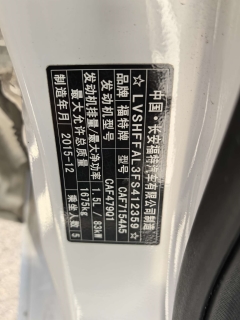 中国·长安福特汽车有限公司制造
☆LVSHFFAL3FS412359☆
品牌 福特牌 型号 CAF7154A5
发动机型号 CAF479Q1
发动机排量/最大净功率 1.5L 83kW
最大允许总质量 1675kg
制造年月 2015-12 乘坐人数 5